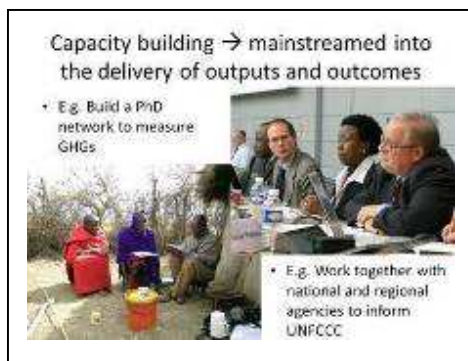 Capacity building → mainstreamed into
the delivery of outputs and outcomes
• E.g. Build a PhD
network to measure
GHGs
• E.g. Work together with
national and regional
agencies to inform
UNFCCC